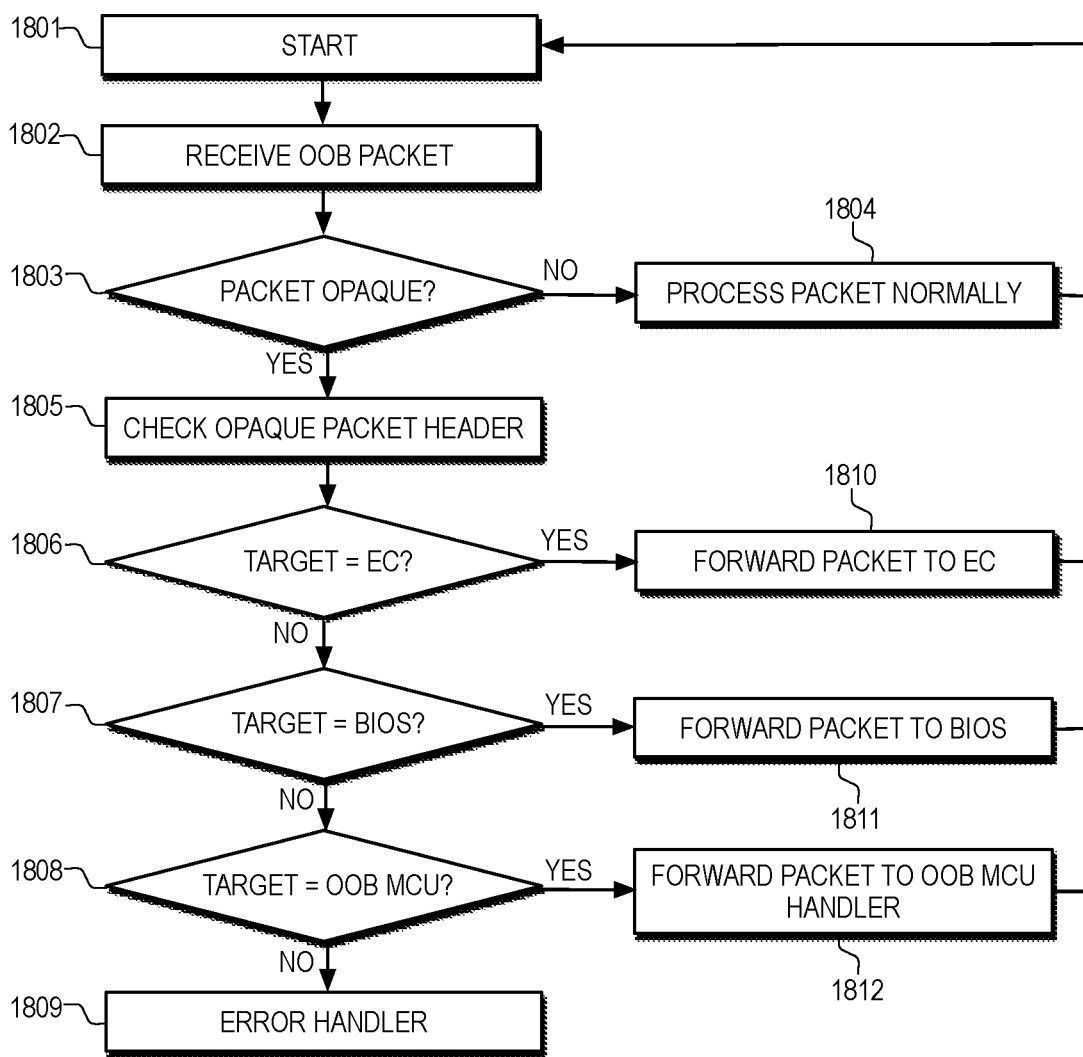 1801
START
1802
RECEIVE OOB PACKET
1804
1803
PACKET OPAQUE?
NO
PROCESS PACKET NORMALLY
YES
1805
CHECK OPAQUE PACKET HEADER
1810
1806
TARGET = EC?
YES
FORWARD PACKET TO EC
NO
1807
TARGET = BIOS?
YES
FORWARD PACKET TO BIOS
1811
NO
1808
TARGET = OOB MCU?
YES
FORWARD PACKET TO OOB MCU
HANDLER
1812
NO
1809
ERROR HANDLER